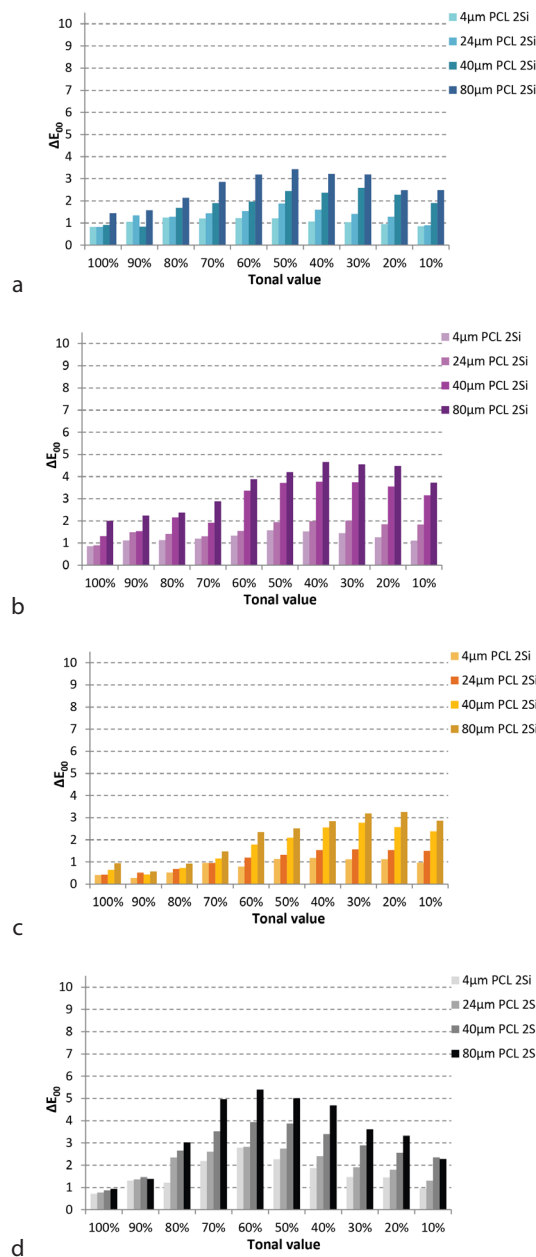 10
9
8
7
6
5
4
3
2
1
0
ΔE00
4µm PCL 2Si
24µm PCL 2Si
40µm PCL 2Si
80µm PCL 2Si
100% 90% 80% 70% 60% 50% 40% 30% 20% 10%
Tonal value
a
10
9
8
7
6
5
4
3
2
1
0
ΔE00
4µm PCL 2Si
24µm PCL 2Si
40µm PCL 2Si
80µm PCL 2Si
100% 90% 80% 70% 60% 50% 40% 30% 20% 10%
Tonal value
b
10
9
8
7
6
5
4
3
2
1
0
ΔE00
4µm PCL 2Si
24µm PCL 2Si
40µm PCL 2Si
80µm PCL 2Si
100% 90% 80% 70% 60% 50% 40% 30% 20% 10%
Tonal value
c
10
9
8
7
6
5
4
3
2
1
0
ΔE00
4µm PCL 2Si
24µm PCL 2S
40µm PCL 2S
80µm PCL 2Si
100% 90% 80% 70% 60% 50% 40% 30% 20% 10%
Tonal value
d